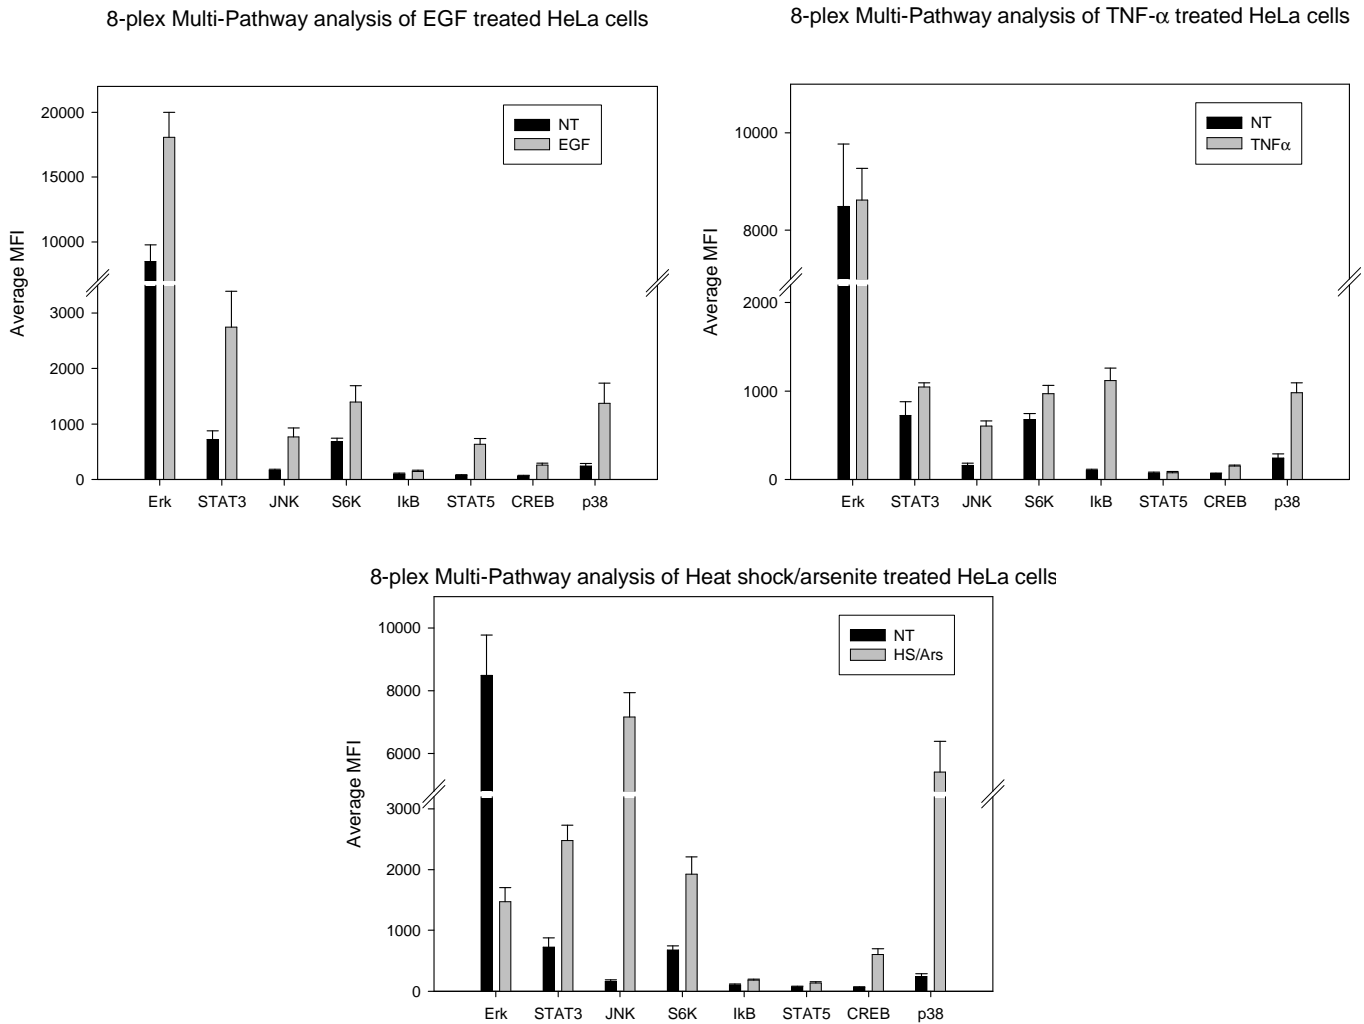 8-plex Multi-Pathway analysis of EGF treated HeLa cells
20000
15000
10000
3000
2000
1000
0
Average MFI
NT
EGF
Erk STAT3 JNK S6K IkB STAT5 CREB p38
8-plex Multi-Pathway analysis of TNF-α treated HeLa cells
10000
8000
2000
1000
0
Average MFI
NT
TNFα
Erk STAT3 JNK S6K IkB STAT5 CREB p38
8-plex Multi-Pathway analysis of Heat shock/arsenite treated HeLa cells
10000
8000
6000
3000
2000
1000
0
Average MFI
NT
HS/Ars
Erk STAT3 JNK S6K IkB STAT5 CREB p38